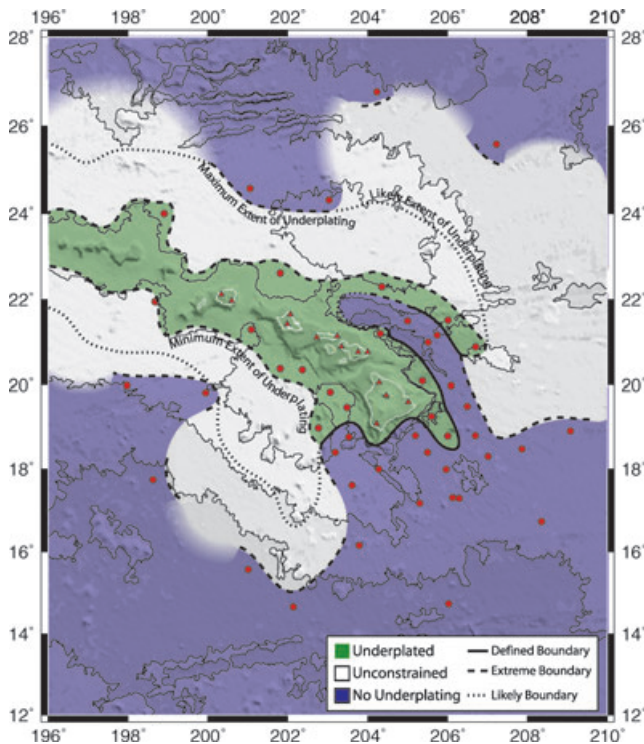 196° 198° 200° 202° 204° 206° 208° 210°
28° 28°
26° 26°
24° 24°
22° 22°
20° 20°
18° 18°
16° 16°
14° 14°
12° 12°
Maximum Extent of Underplating
Likely Extent of Underplating
Minimum Extent of Underplating
Underplated
Unconstrained
No Underplating
Defined Boundary
Extreme Boundary
Likely Boundary
196° 198° 200° 202° 204° 206° 208° 210°